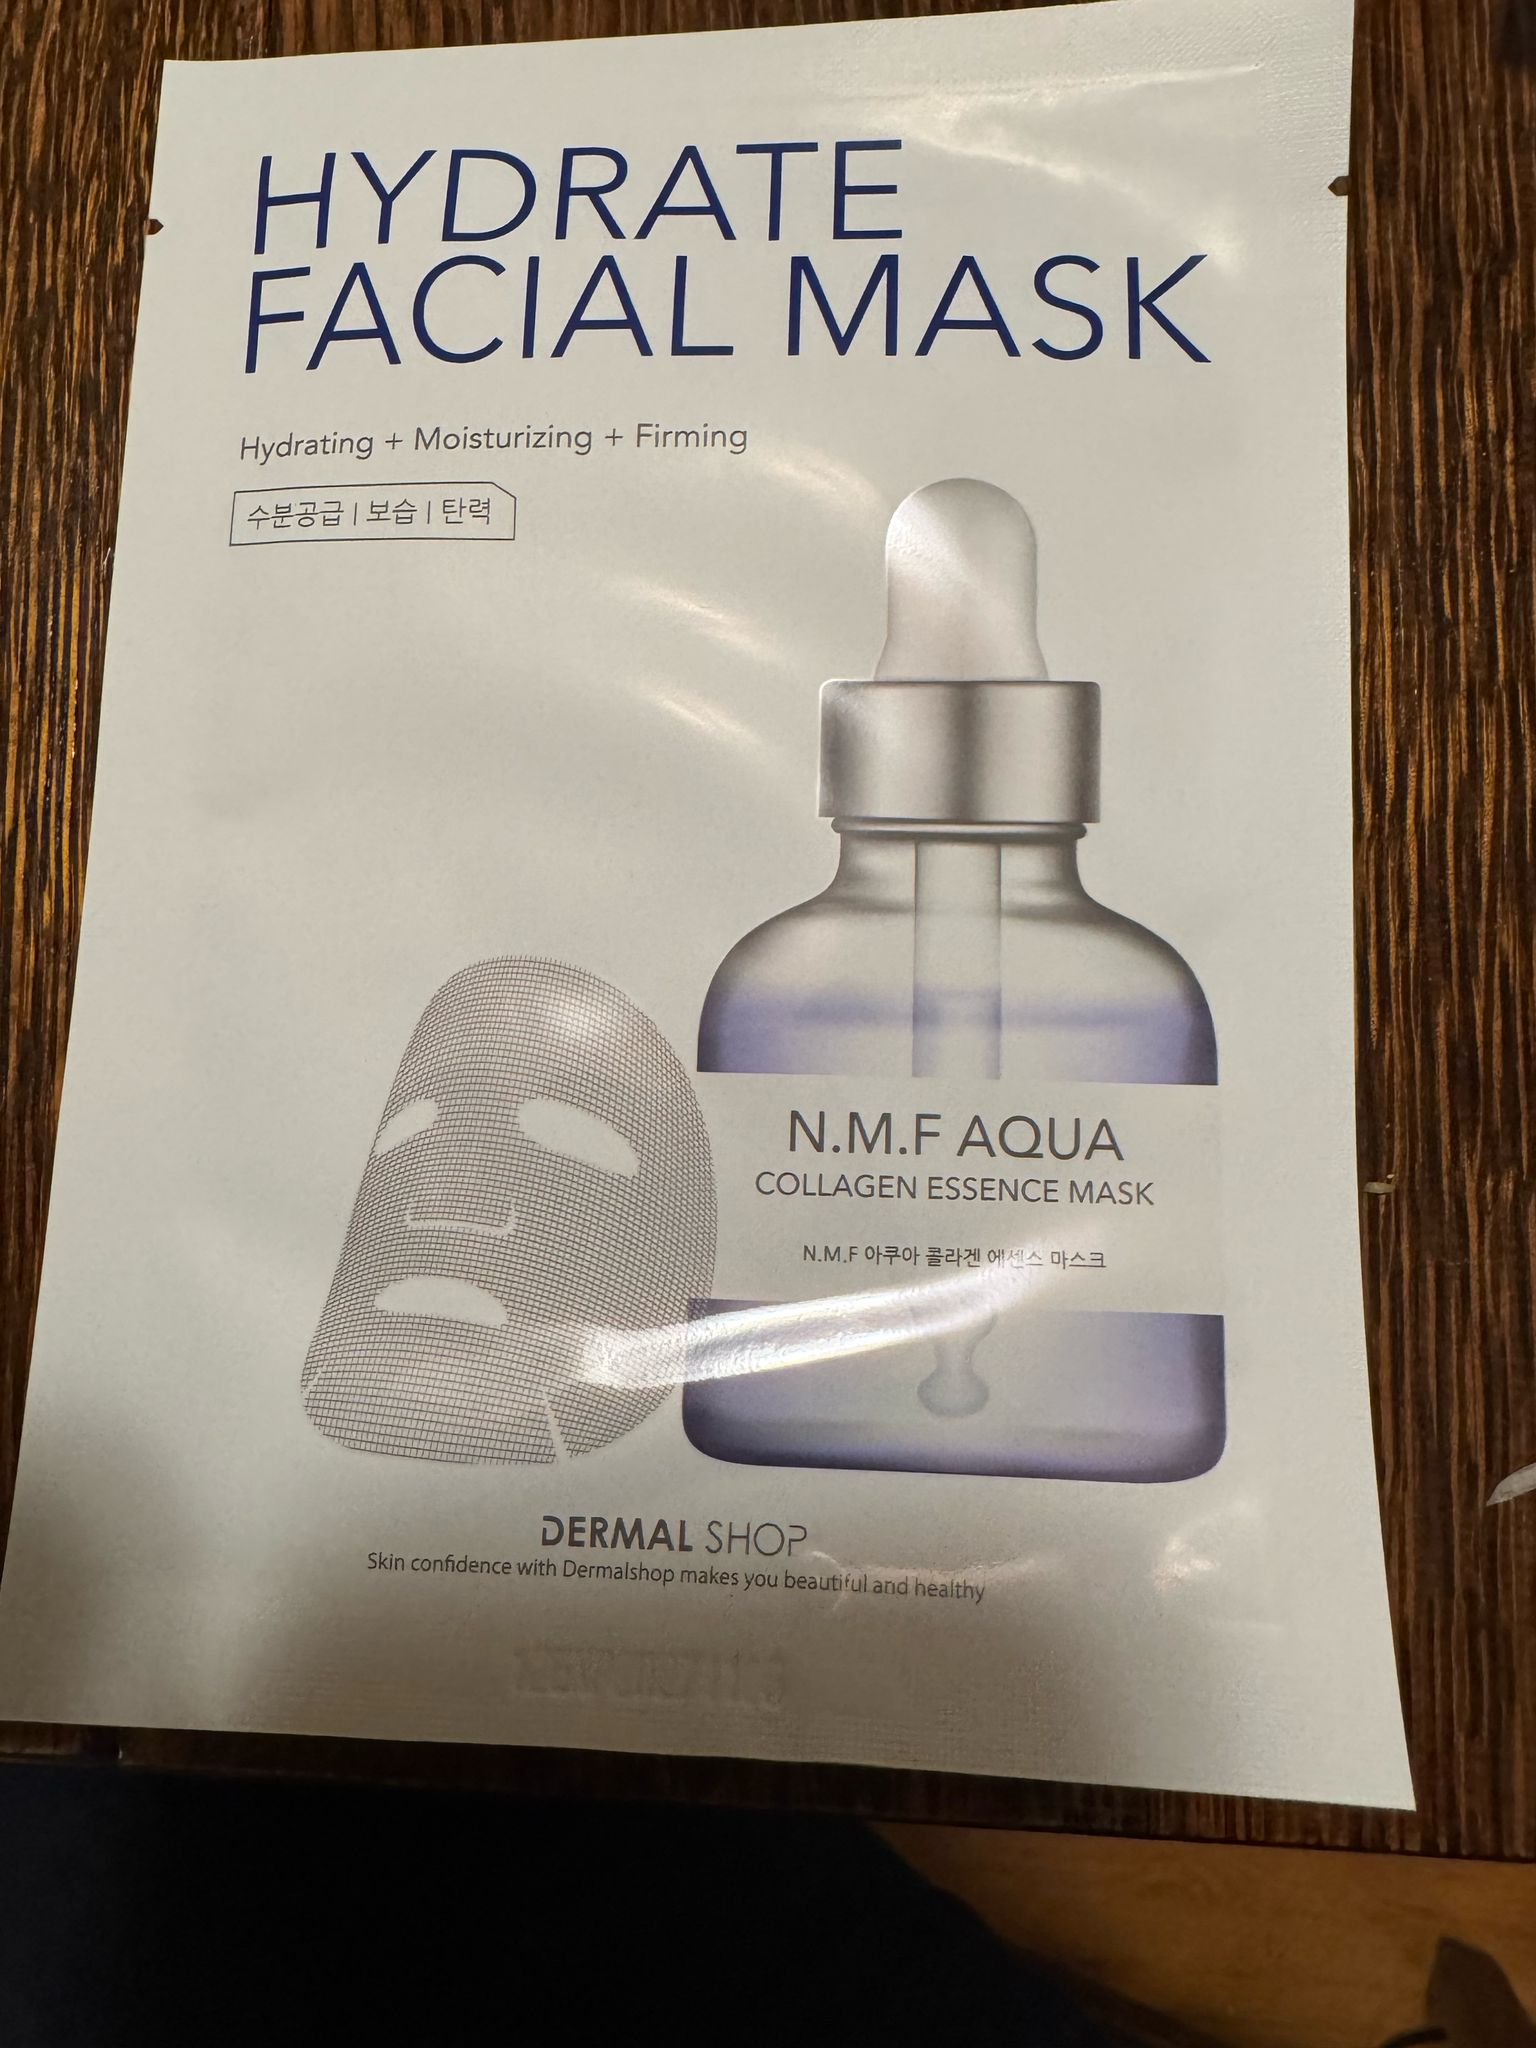 HYDRATE
FACIAL MASK
Hydrating + Moisturizing + Firming
수분공급 | 보습 | 탄력
N.M.F AQUA
COLLAGEN ESSENCE MASK
N.M.F 아쿠아 콜라겐 에센스 마스크
DERMAL SHOP
Skin confidence with Dermalshop makes you beautiful and healthy